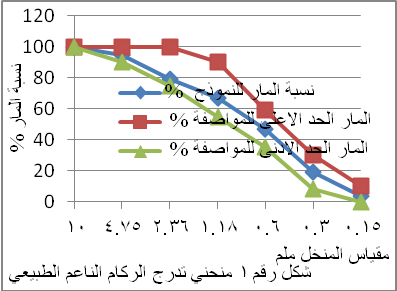 120
100
80
60
40
20
0
نسبة المار %
نسبة المار للنموذج %
المار الحد الاعلى للمواصفة %
المار الحد الادنى للمواصفة %
١٠ ٤.٧٥ ٢.٣٦ ١.١٨ ٠.٦ ٠.٣ ٠.١٥
مقياس المنخل ملم
شكل رقم ١ منحني تدرج الركام الناعم الطبيعي